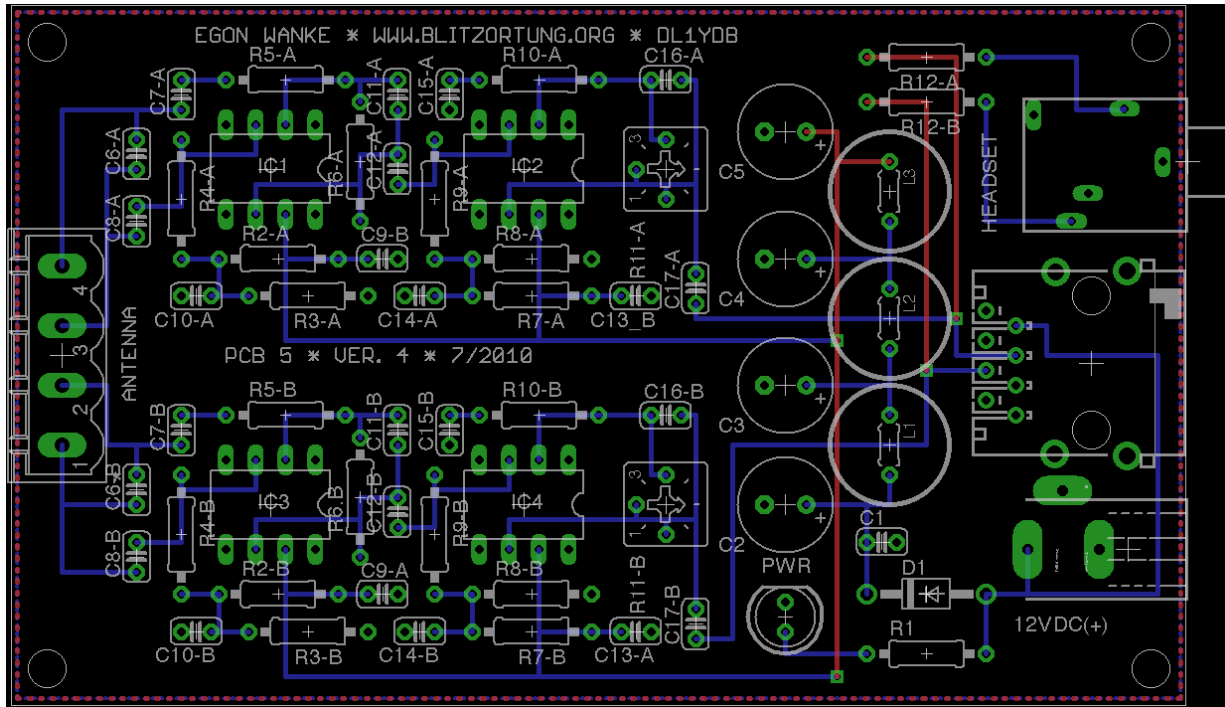 EGON WANKE * WWW.BLITZORTUNG.ORG * DL1YDB
R5-A
R10-A
C16-A
C7-A
C11-A
C15-A
R12-A
R12-B
C6-A
IC1
R6-A
C12-A
IC2
3
1
C5
+
L3
HEADSET
R4-A
R9-A
C8-A
R2-A
C9-B
R8-A
R11-A
C17-A
C4
+
L2
C10-A
R3-A
C14-A
R7-A
C13_B
4
3
2
1
ANTENNA
PCB 5 * VER. 4 * 7/2010
R5-B
R10-B
C16-B
C7-B
C11-B
C15-B
C3
+
L1
C6-B
IC3
R6.B
C12-B
IC4
3
1
C2
+
R4-B
R9-B
C8-B
R2-B
C9-A
R8-B
R11-B
C17-B
PWR
C1
D1
R1
12VDC(+)
C10-B
R3-B
C14-B
R7-B
C13-A